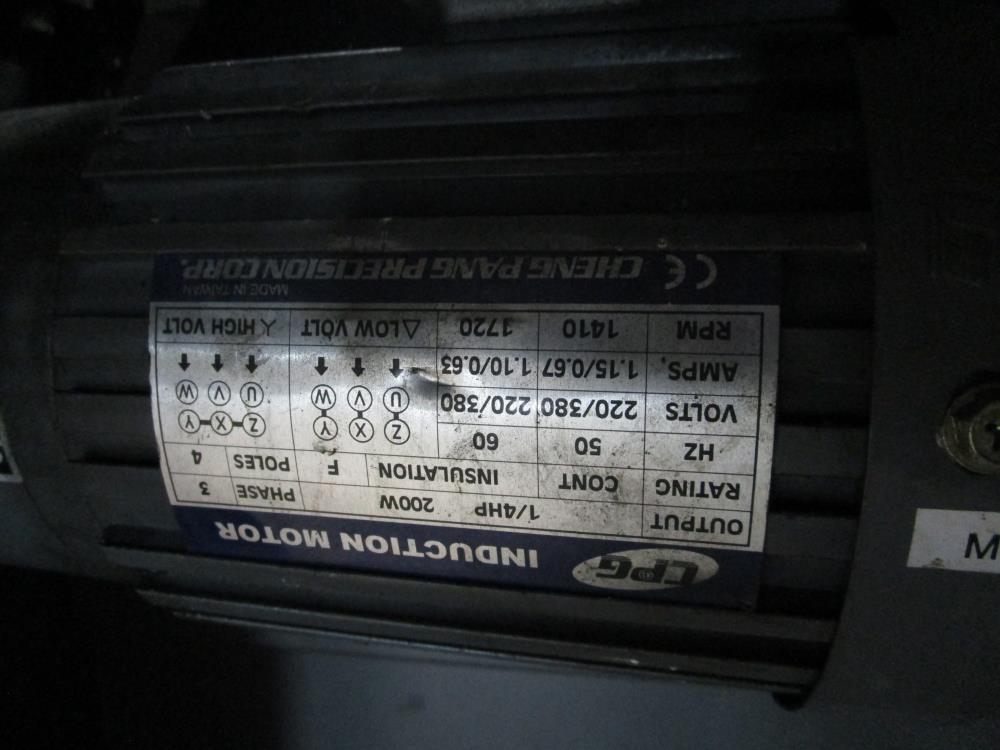 CPG INDUCTION MOTOR
OUTPUT 1/4HP 200W PHASE 3
RATING CONT INSULATION F POLES 4
HZ 50 60
VOLTS 220/380 220/380
AMPS. 1.15/0.67 1.10/0.63
RPM 1410 1720
Z X Y Z X Y
U V W U V W
△ LOW VOLT 人 HIGH VOLT
MADE IN TAIWAN
CE CHENG PANG PRECISION CORP.
M